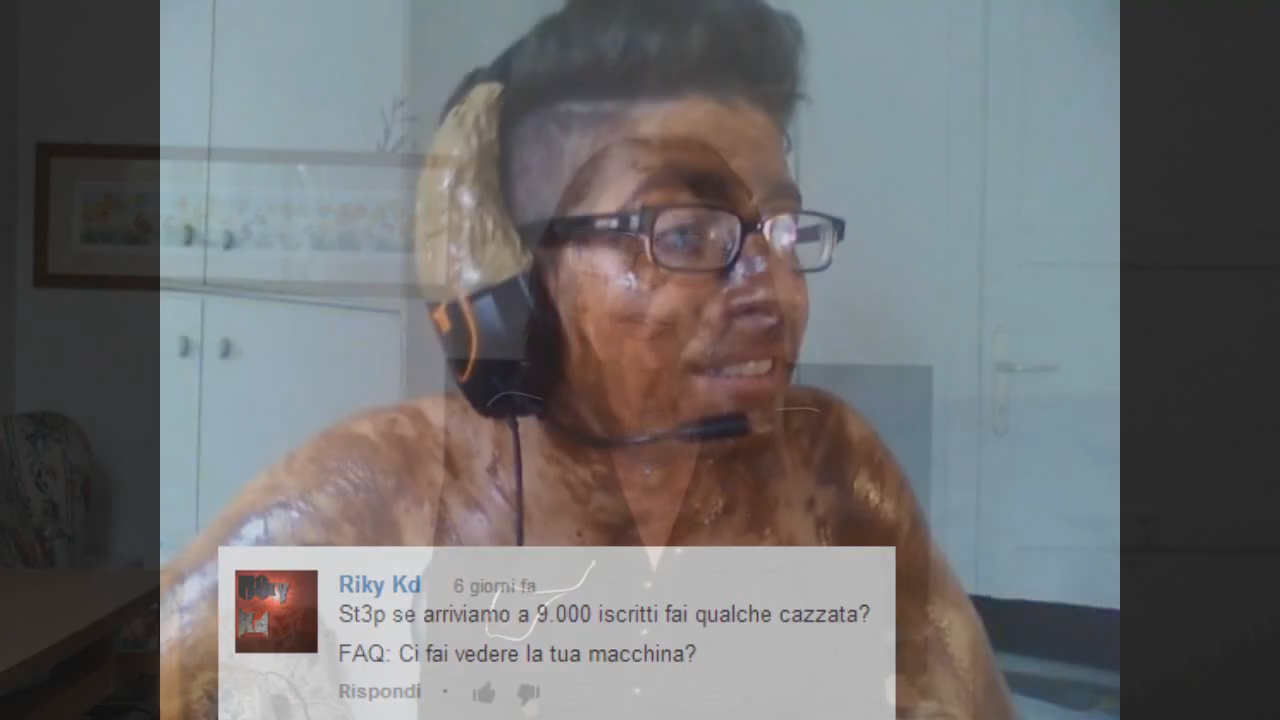 Riky Kd 6 giorni fa
St3p se arriviamo a 9.000 iscritti fai qualche cazzata?
FAQ: Ci fai vedere la tua macchina?
Rispondi ·